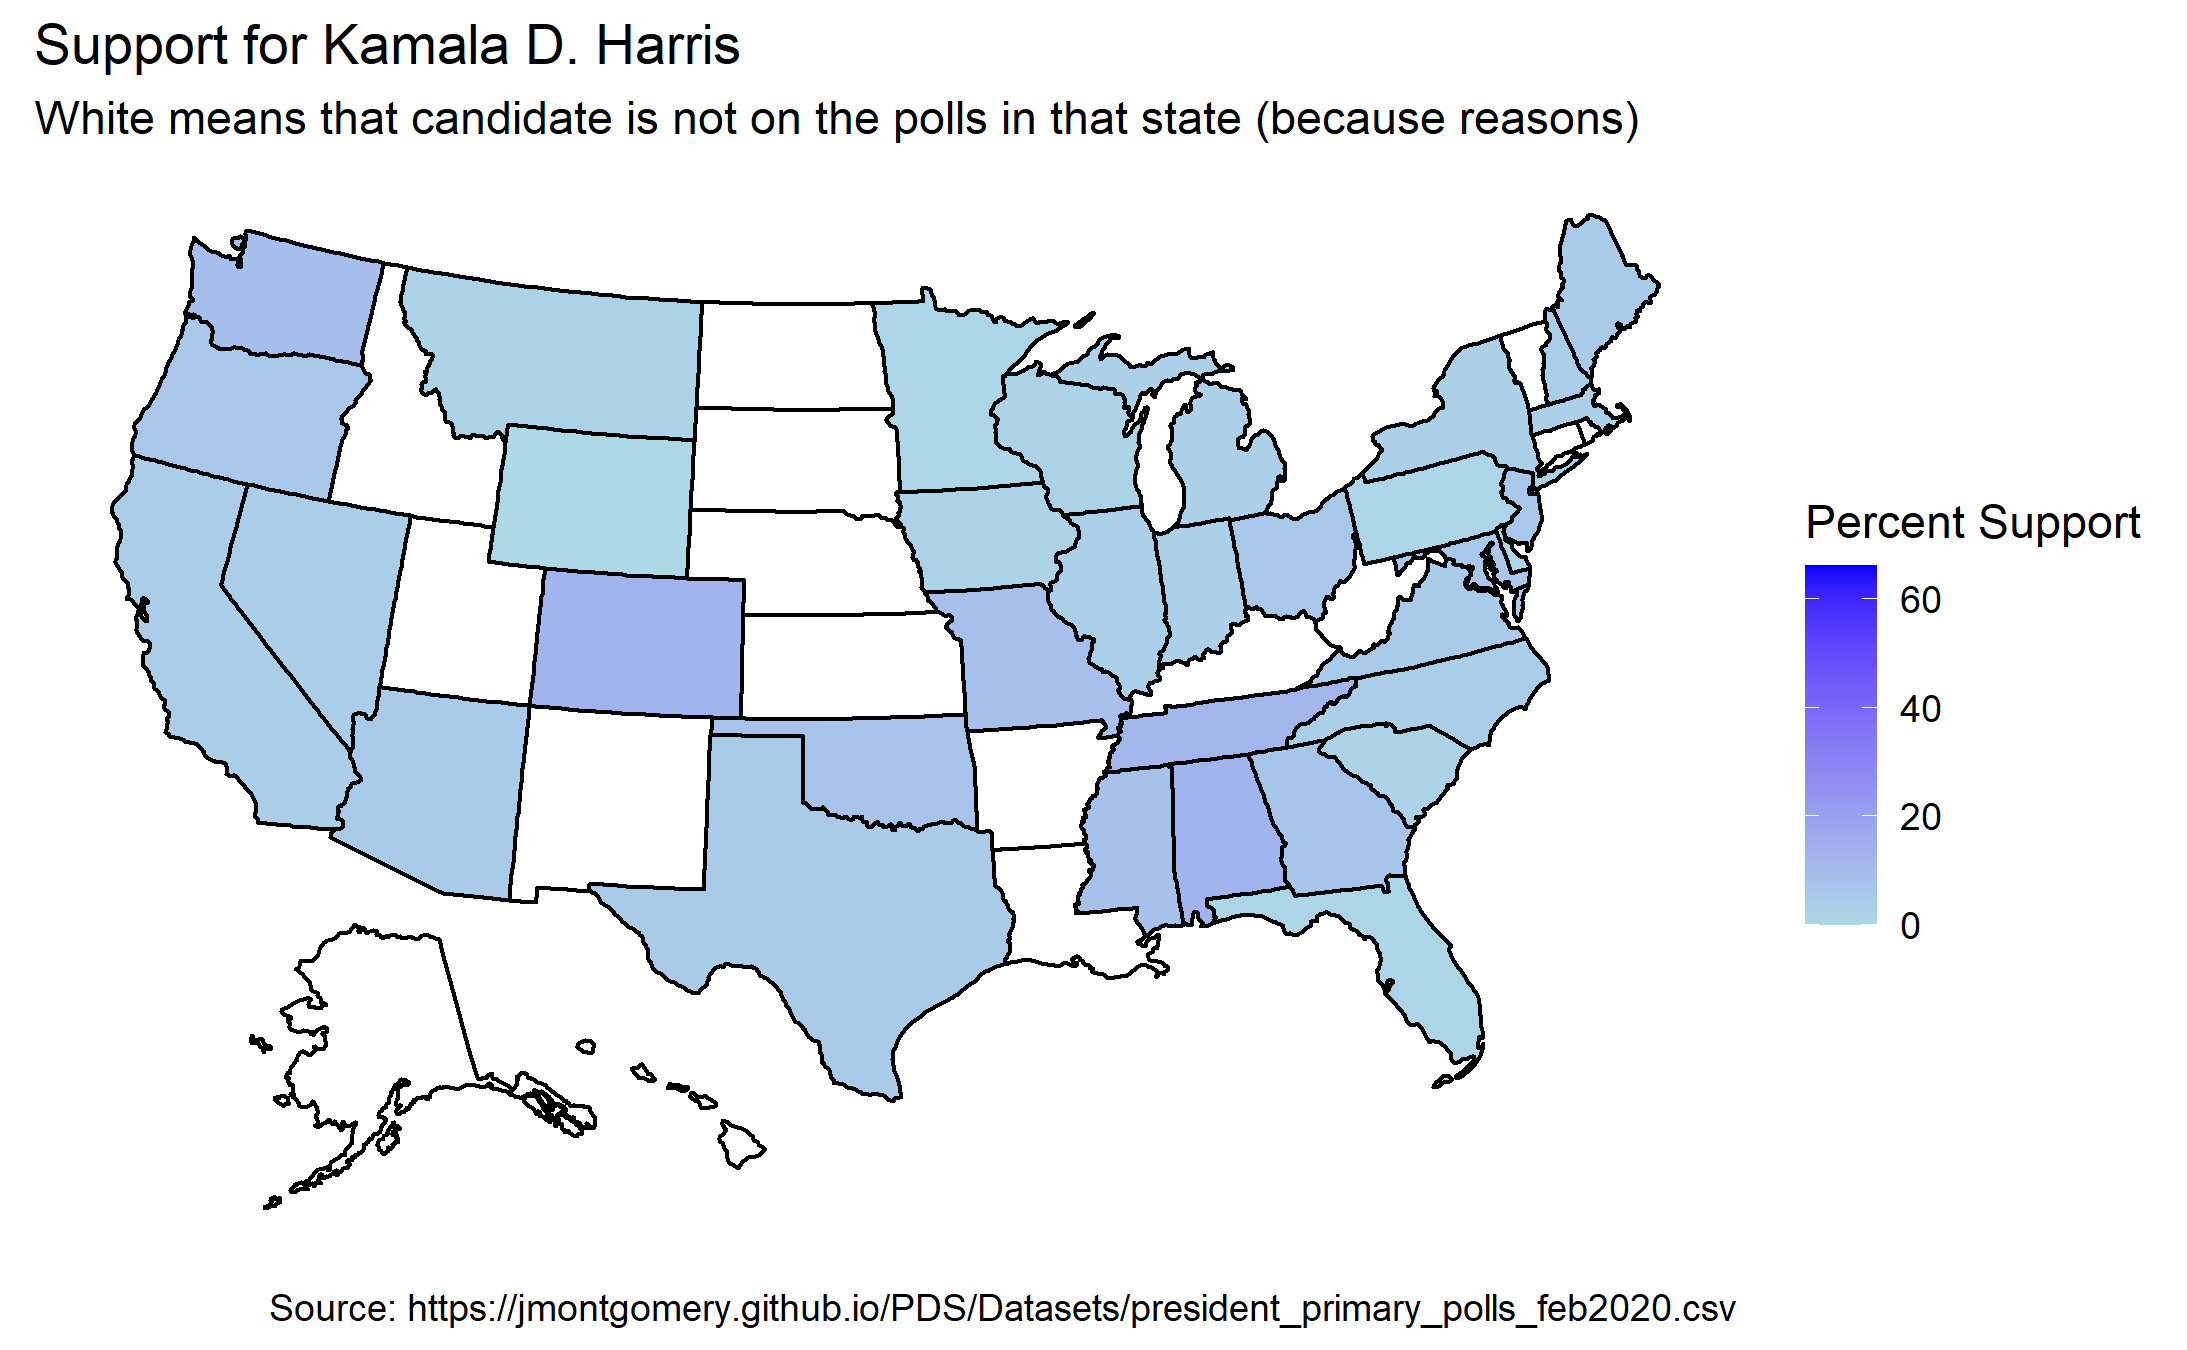 Support for Kamala D. Harris
White means that candidate is not on the polls in that state (because reasons)
Percent Support
60
40
20
0
Source: https://jmontgomery.github.io/PDS/Datasets/president_primary_polls_feb2020.csv